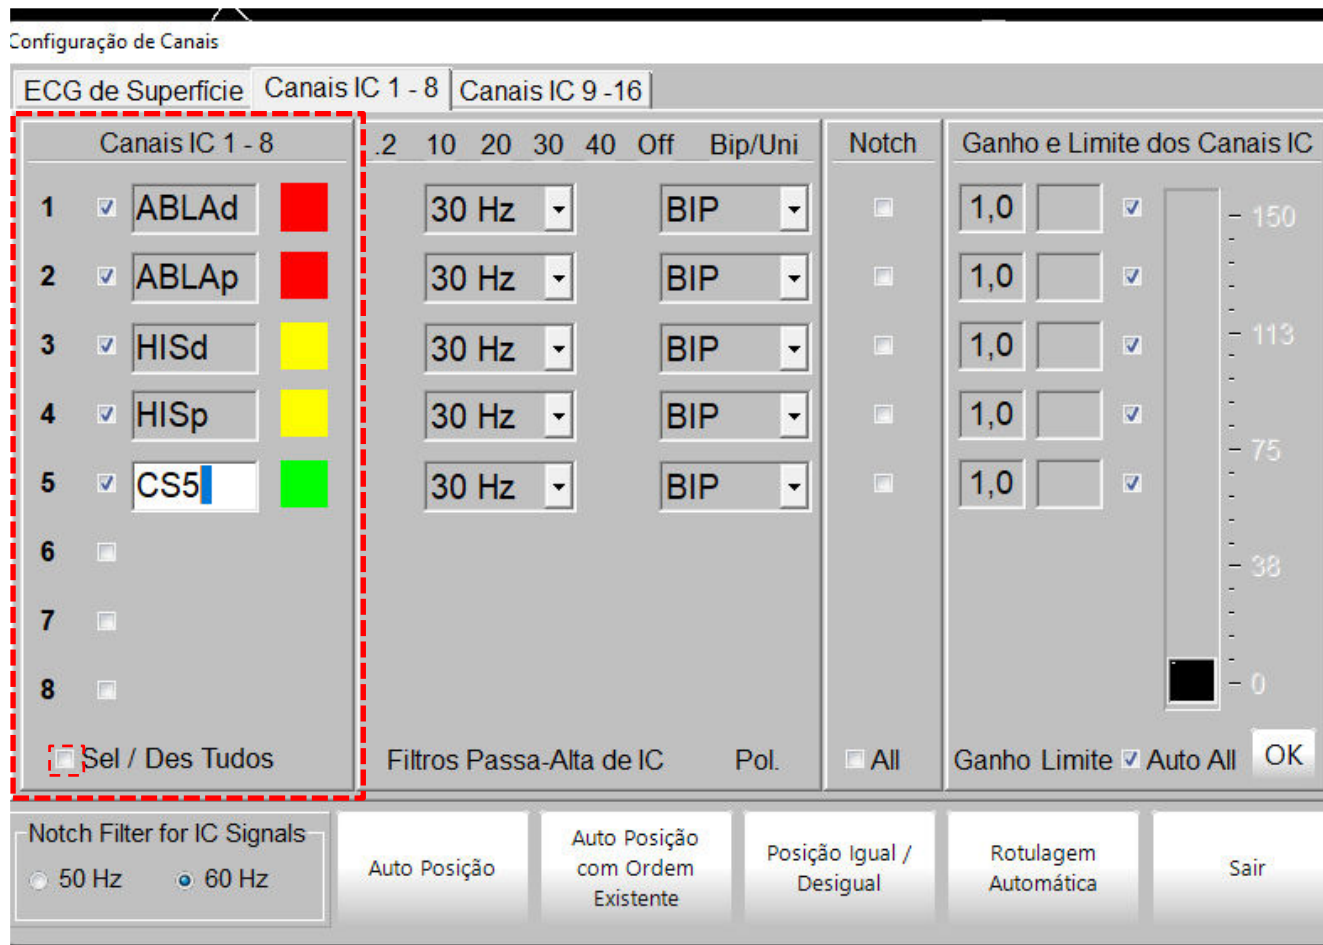 Configuração de Canais
ECG de Superfície Canais IC 1 - 8 Canais IC 9 -16
Canais IC 1 - 8 .2 10 20 30 40 Off Bip/Uni Notch Ganho e Limite dos Canais IC
1 ABLAd 30 Hz BIP 1,0 150
2 ABLAp 30 Hz BIP 1,0
3 HISd 30 Hz BIP 1,0 113
4 HISp 30 Hz BIP 1,0
75
5 CS5 30 Hz BIP 1,0
6 38
7
8 0
Sel / Des Tudos Filtros Passa-Alta de IC Pol. All Ganho Limite Auto All OK
Notch Filter for IC Signals
50 Hz 60 Hz
Auto Posição
Auto Posição
com Ordem
Existente
Posição Igual /
Desigual
Rotulagem
Automática
Sair